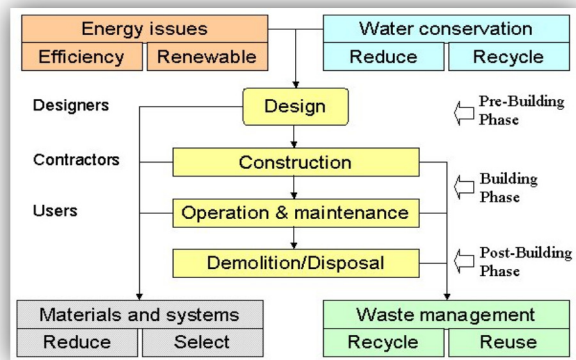 Energy issues
Water conservation
Efficiency
Renewable
Reduce
Recycle
Designers
Design
Pre-Building
Phase
Contractors
Construction
Building
Phase
Users
Operation & maintenance
Demolition/Disposal
Post-Building
Phase
Materials and systems
Waste management
Reduce
Select
Recycle
Reuse